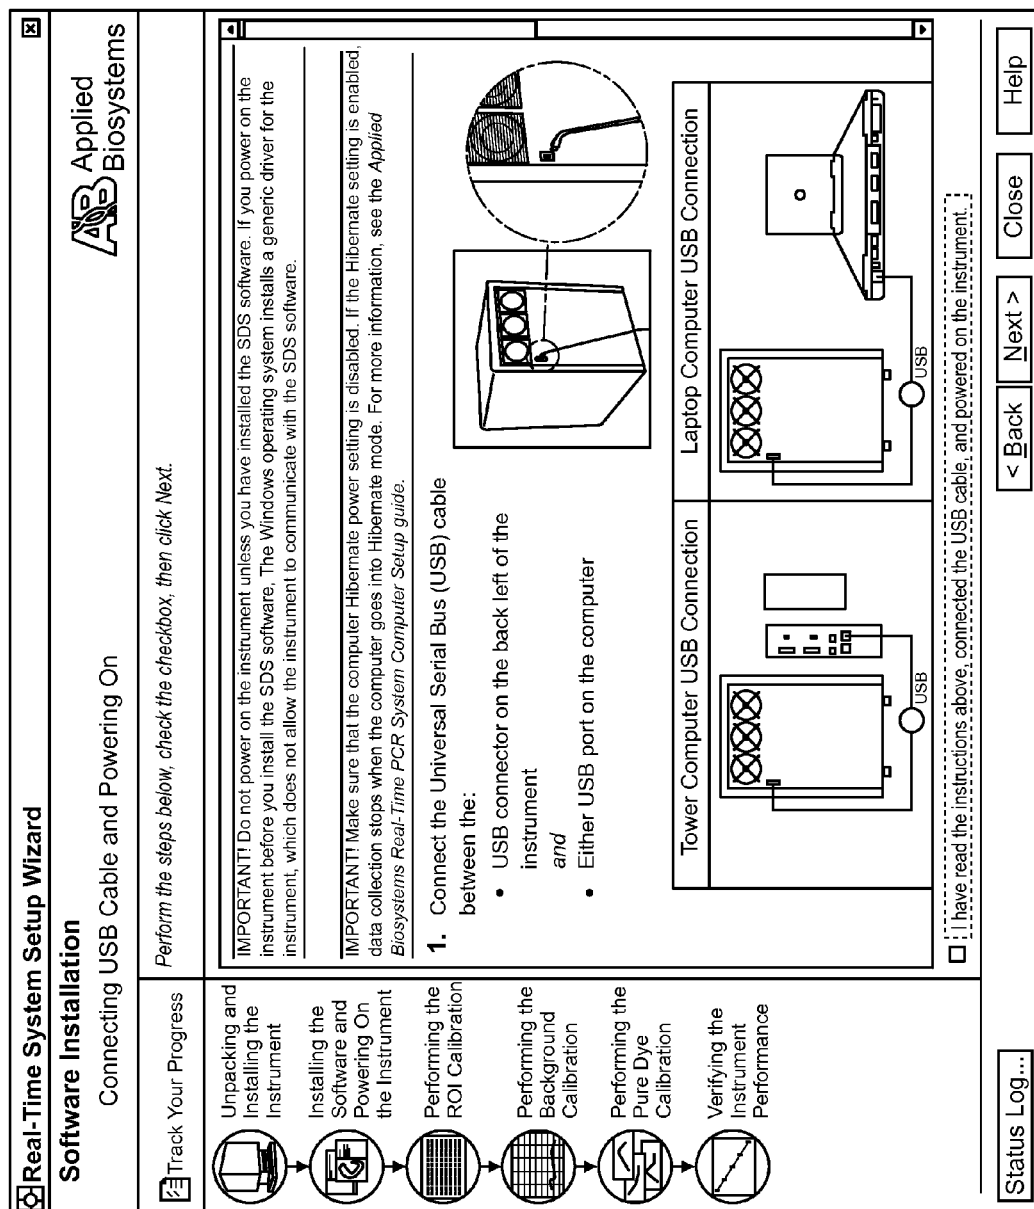 Real-Time System Setup Wizard
Software Installation
Connecting USB Cable and Powering On
AB Applied
Biosystems
Track Your Progress
Perform the steps below, check the checkbox, then click Next.
Unpacking and
Installing the
Instrument
Installing the
Software and
Powering On
the Instrument
Performing the
ROI Calibration
Performing the
Background
Calibration
Performing the
Pure Dye
Calibration
Verifying the
Instrument
Performance
IMPORTANT! Do not power on the instrument unless you have installed the SDS software. If you power on the
instrument before you install the SDS software, The Windows operating system installs a generic driver for the
instrument, which does not allow the instrument to communicate with the SDS software.
IMPORTANT! Make sure that the computer Hibernate power setting is disabled. If the Hibernate setting is enabled,
data collection stops when the computer goes into Hibernate mode. For more information, see the Applied
Biosystems Real-Time PCR System Computer Setup guide.
1. Connect the Universal Serial Bus (USB) cable
between the:
• USB connector on the back left of the
instrument
and
• Either USB port on the computer
Tower Computer USB Connection
Laptop Computer USB Connection
USB
USB
I have read the instructions above, connected the USB cable, and powered on the instrument.
Status Log...
< Back
Next >
Close
Help